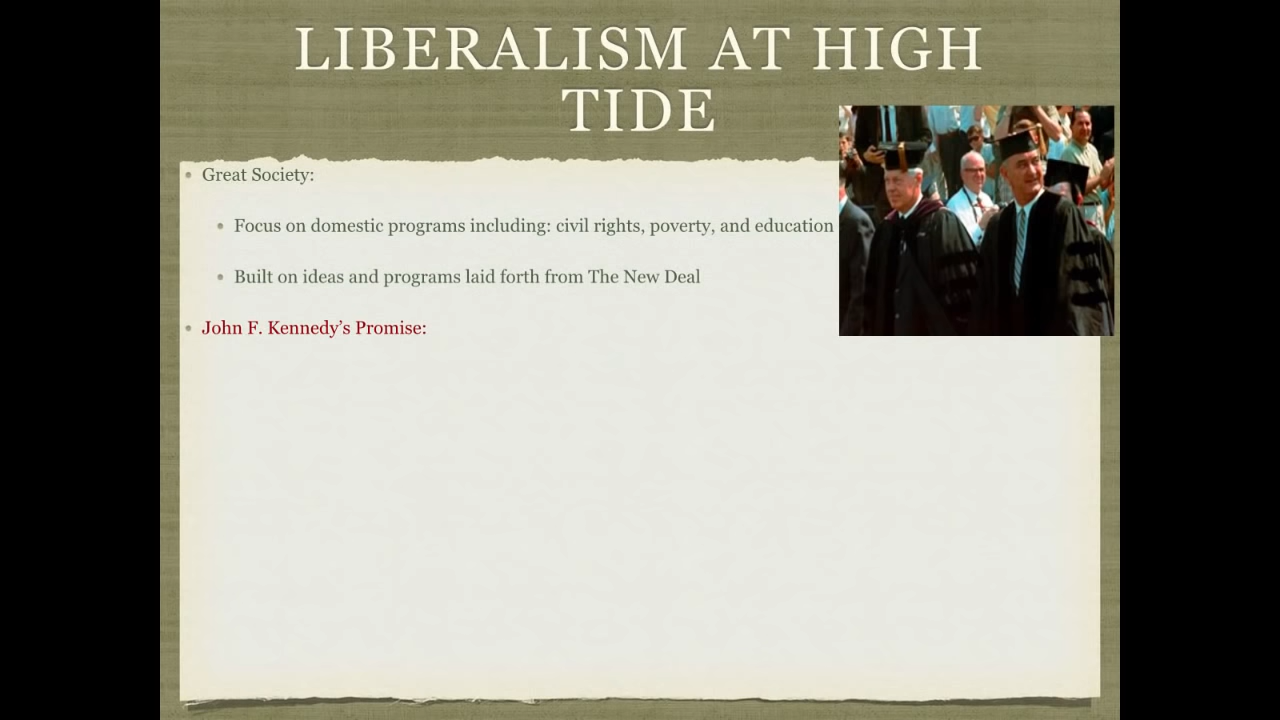 LIBERALISM AT HIGH
TIDE
• Great Society:
• Focus on domestic programs including: civil rights, poverty, and education
• Built on ideas and programs laid forth from The New Deal
• John F. Kennedy’s Promise: